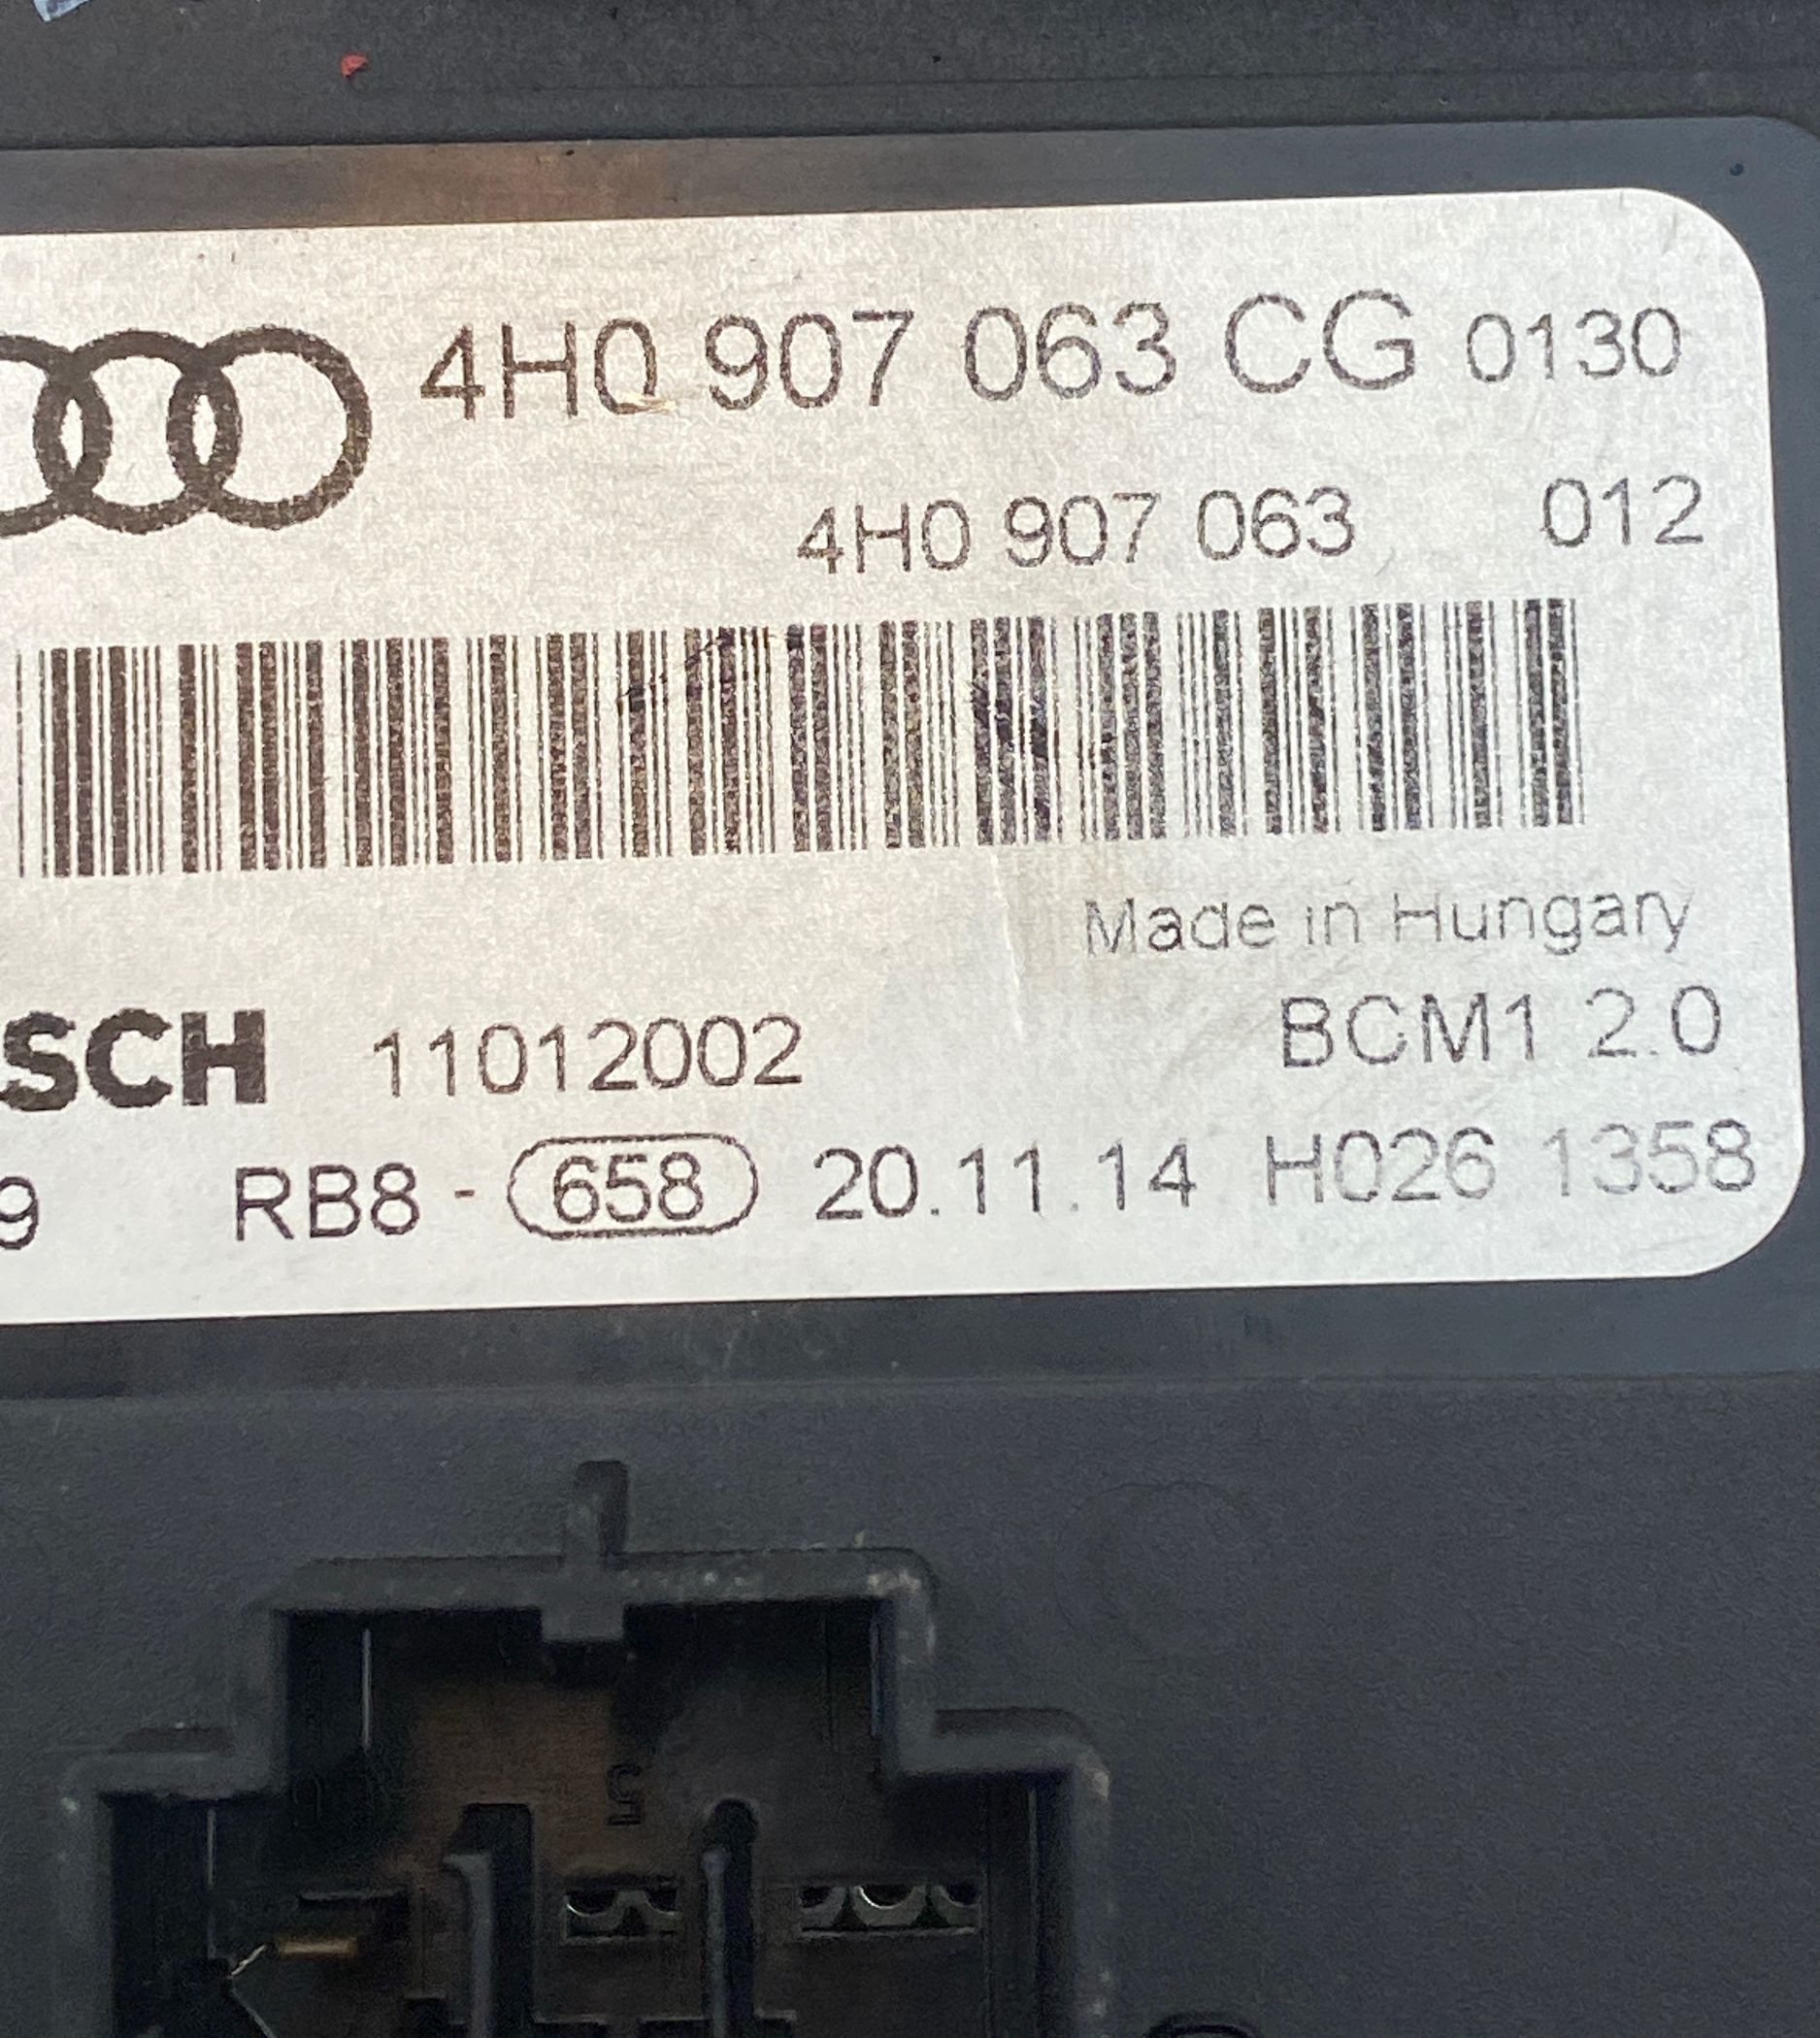 4H0 907 063 CG 0130
4H0 907 063 012
Made in Hungary
SCH 11012002 BCM1 2.0
9 RB8 - 658 20.11.14 H026 1358
5